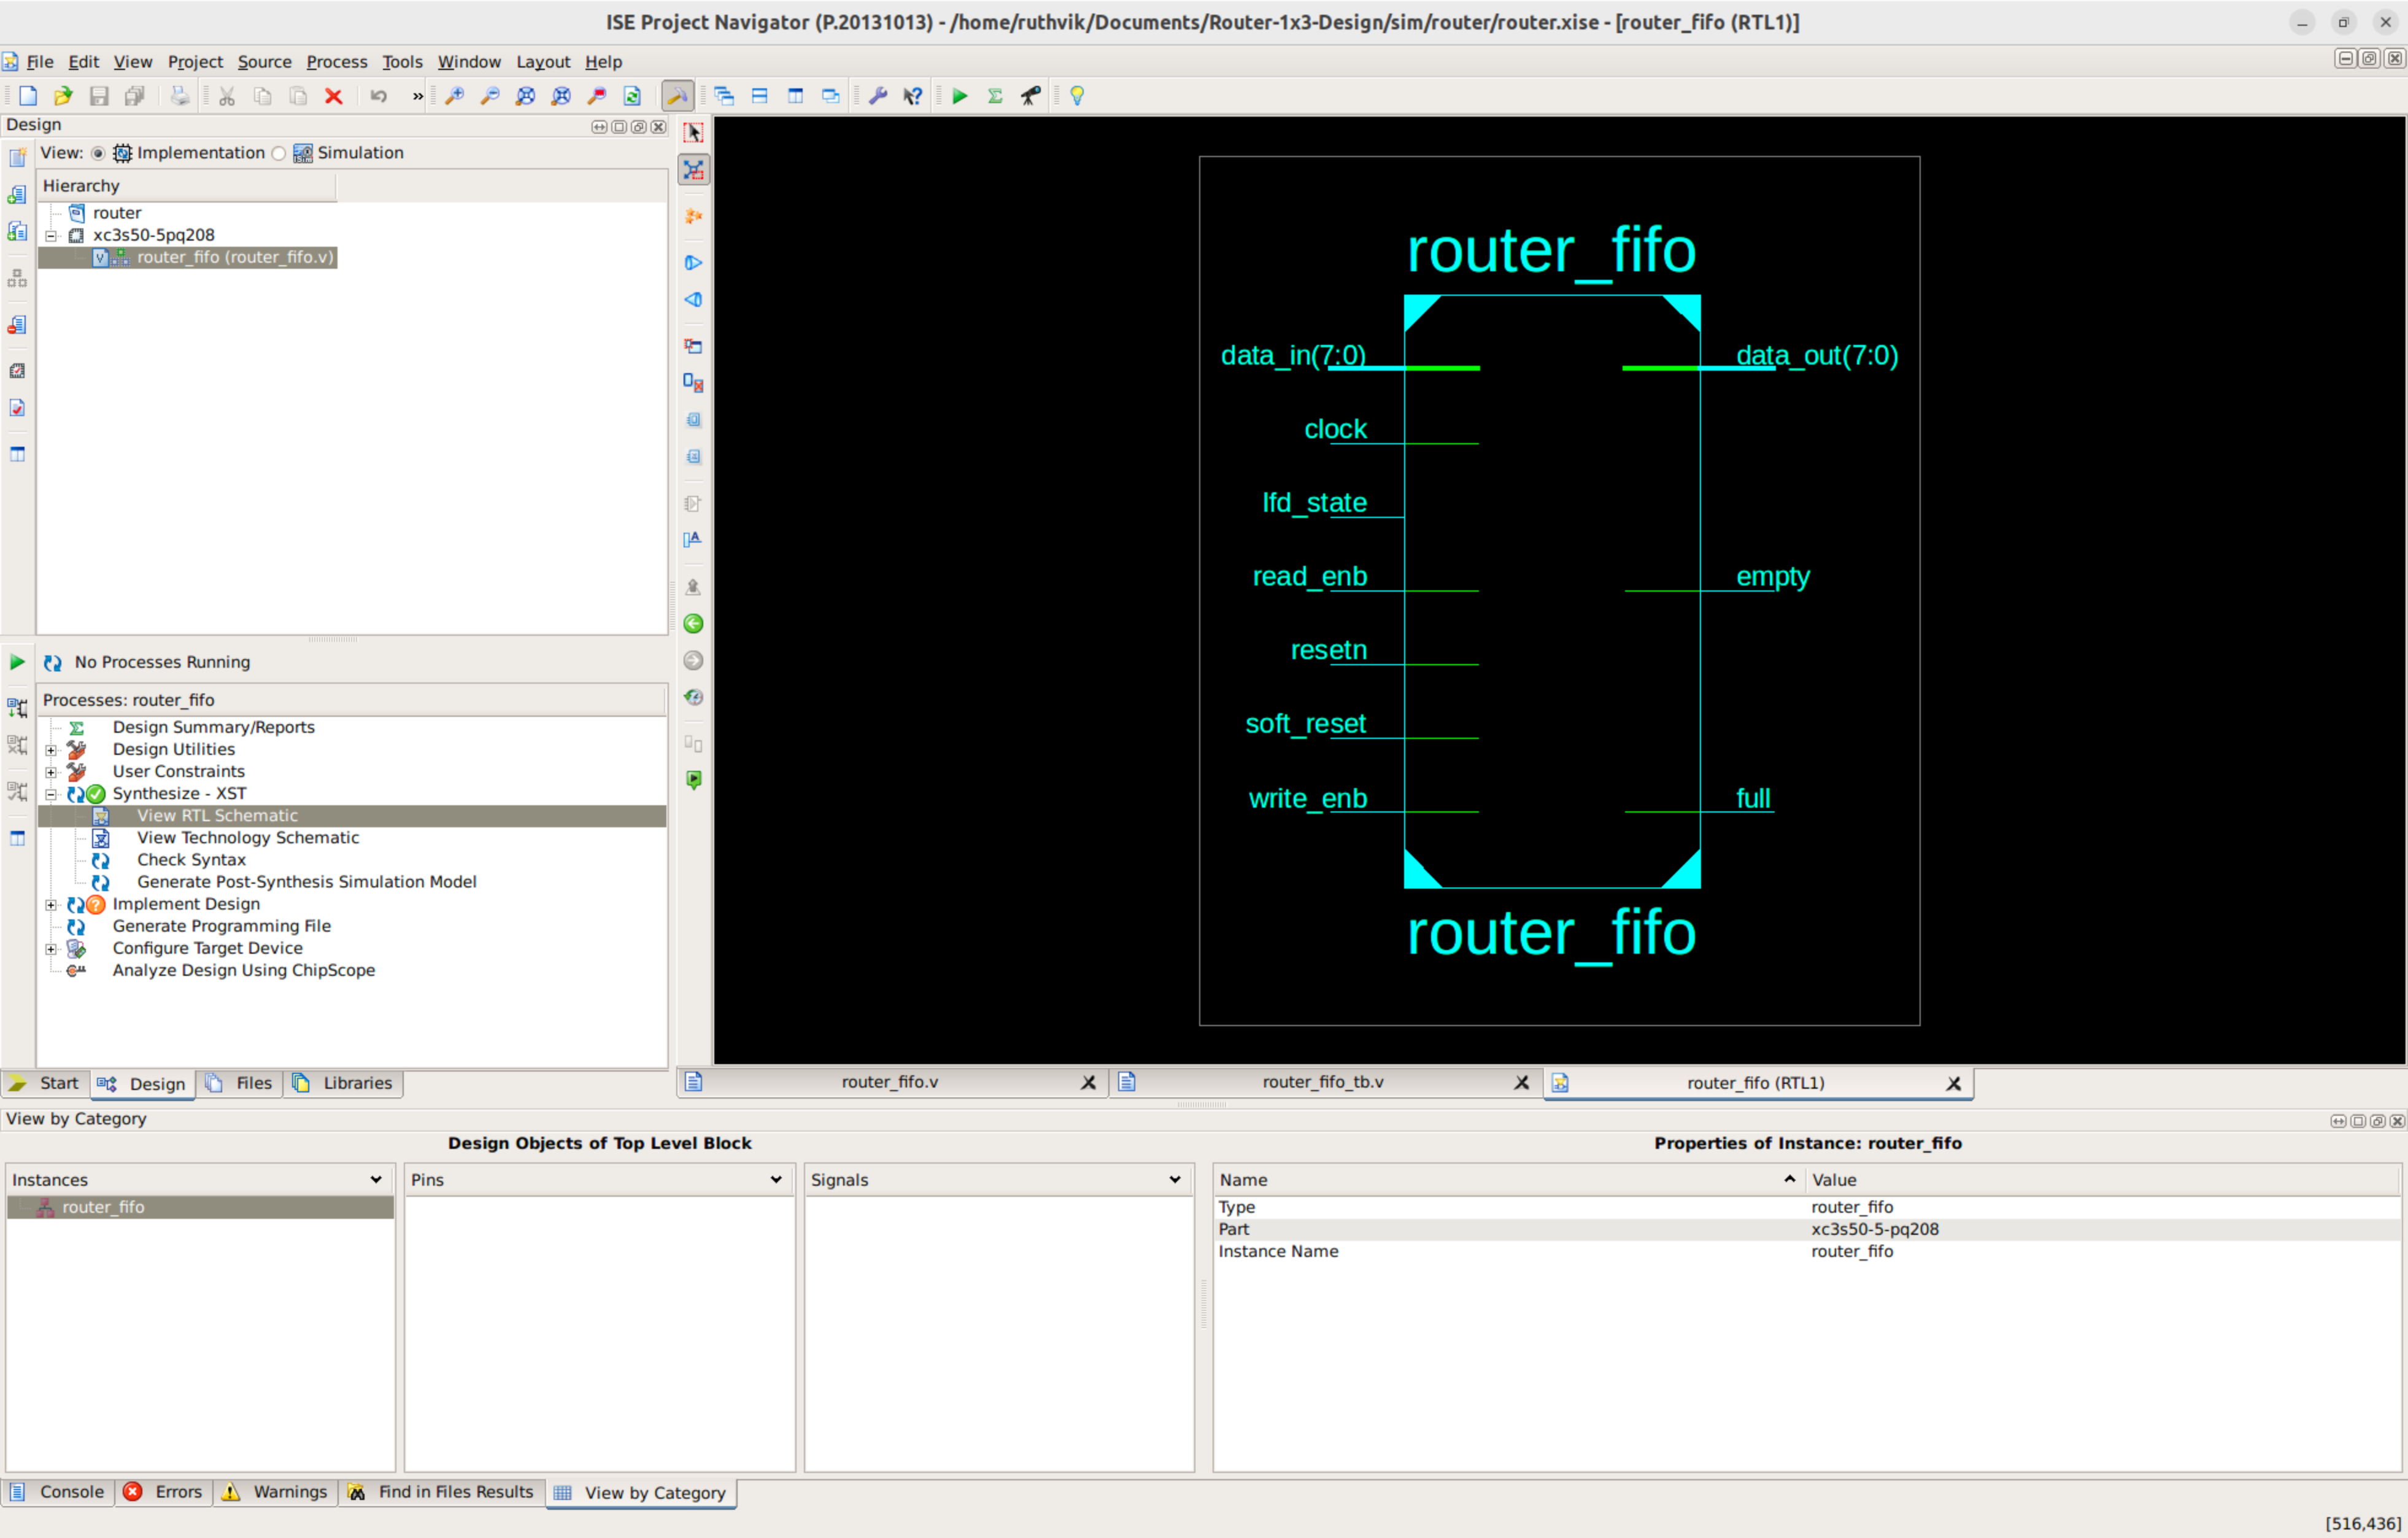 ISE Project Navigator (P.20131013) - /home/ruthvik/Documents/Router-1x3-Design/sim/router/router.xise - [router_fifo (RTL1)]
File Edit View Project Source Process Tools Window Layout Help
»
Design
View: Implementation Simulation
Hierarchy
router
xc3s50-5pq208
router_fifo (router_fifo.v)
No Processes Running
Processes: router_fifo
Design Summary/Reports
Design Utilities
User Constraints
Synthesize - XST
View RTL Schematic
View Technology Schematic
Check Syntax
Generate Post-Synthesis Simulation Model
Implement Design
Generate Programming File
Configure Target Device
Analyze Design Using ChipScope
Start Design Files Libraries
router_fifo
data_in(7:0) data_out(7:0)
clock
lfd_state
read_enb empty
resetn
soft_reset
write_enb full
router_fifo
router_fifo.v router_fifo_tb.v router_fifo (RTL1)
View by Category
Design Objects of Top Level Block Properties of Instance: router_fifo
Instances Pins Signals Name Value
router_fifo Type router_fifo
Part xc3s50-5-pq208
Instance Name router_fifo
Console Errors Warnings Find in Files Results View by Category
[516,436]